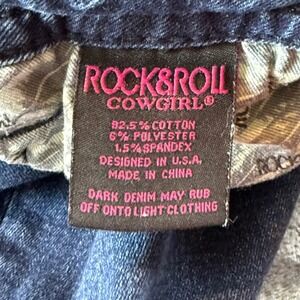 ROCK&ROLL
COWGIRL®
92.5% COTTON
6% POLYESTER
1.5% SPANDEX
DESIGNED IN U.S.A.
MADE IN CHINA
DARK DENIM MAY RUB
OFF ONTO LIGHT CLOTHING
ROCK